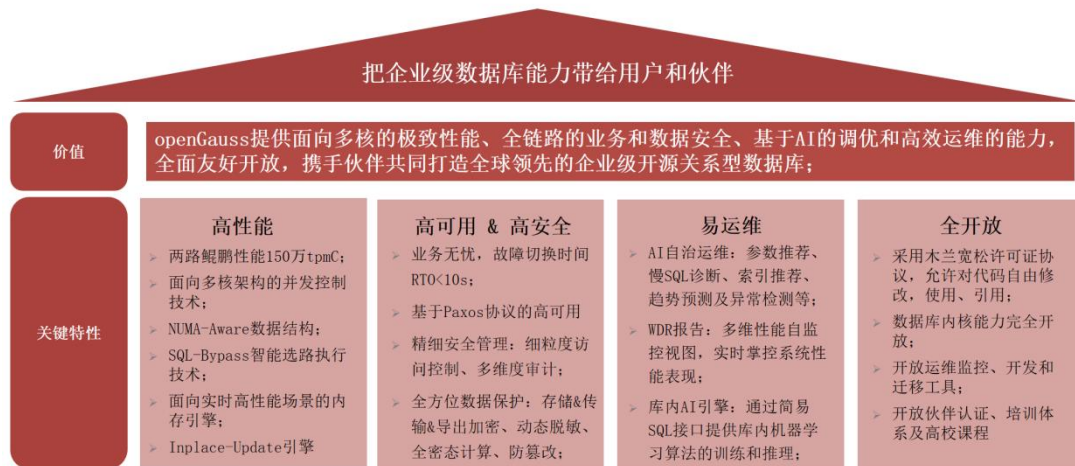 把企业级数据库能力带给用户和伙伴
价值
openGauss提供面向多核的极致性能、全链路的业务和数据安全、基于AI的调优和高效运维的能力，
全面友好开放，携手伙伴共同打造全球领先的企业级开源关系型数据库；
关键特性
高性能
两路鲲鹏性能150万tpmC；
面向多核架构的并发控制
技术；
NUMA-Aware数据结构；
SQL-Bypass智能选路执行
技术；
面向实时高性能场景的内
存引擎；
Inplace-Update引擎
高可用 & 高安全
业务无忧，故障切换时间
RTO<10s；
基于Paxos协议的高可用
精细安全管理：细粒度访
问控制、多维度审计；
全方位数据保护：存储&传
输&导出加密、动态脱敏、
全密态计算、防篡改；
易运维
AI自治运维：参数推荐、
慢SQL诊断、索引推荐、
趋势预测及异常检测等；
WDR报告：多维性能自监
控视图，实时掌控系统性
能表现；
库内AI引擎：通过简易
SQL接口提供库内机器学
习算法的训练和推理；
全开放
采用木兰宽松许可证协
议，允许对代码自由修
改，使用、引用；
数据库内核能力完全开
放；
开放运维监控、开发和
迁移工具；
开放伙伴认证、培训体
系及高校课程